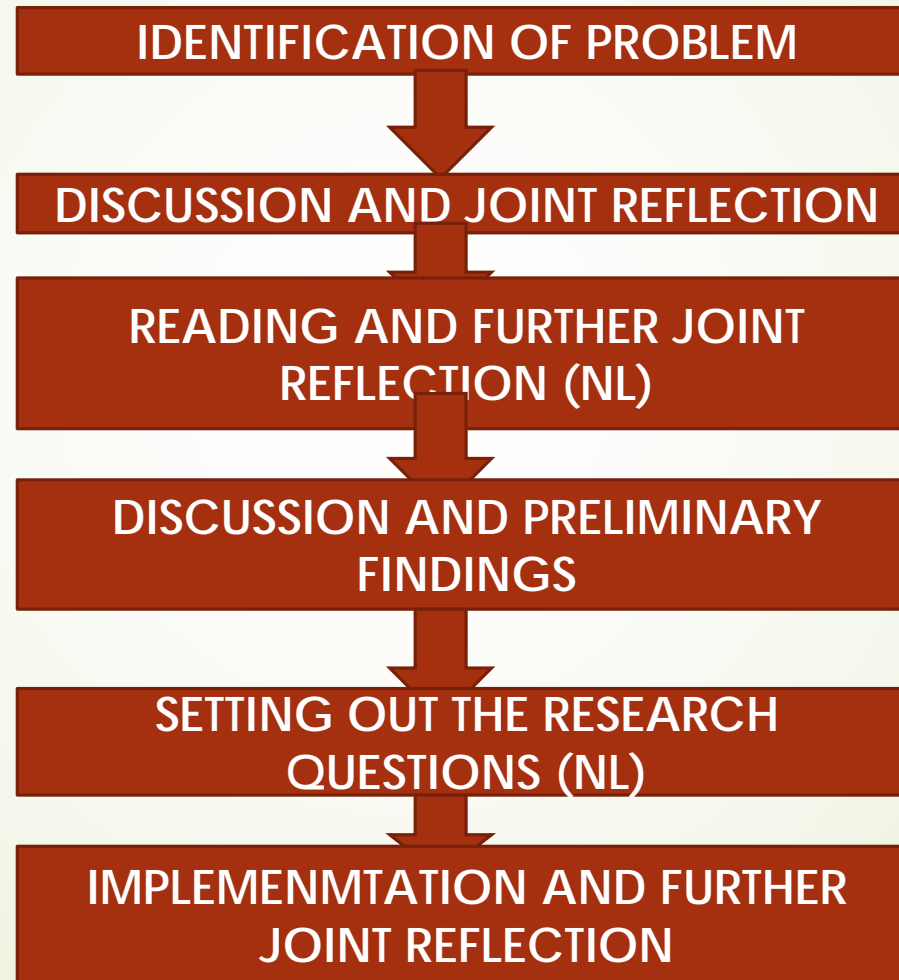 IDENTIFICATION OF PROBLEM
DISCUSSION AND JOINT REFLECTION
READING AND FURTHER JOINT
REFLECTION (NL)
DISCUSSION AND PRELIMINARY
FINDINGS
SETTING OUT THE RESEARCH
QUESTIONS (NL)
IMPLEMENMTATION AND FURTHER
JOINT REFLECTION